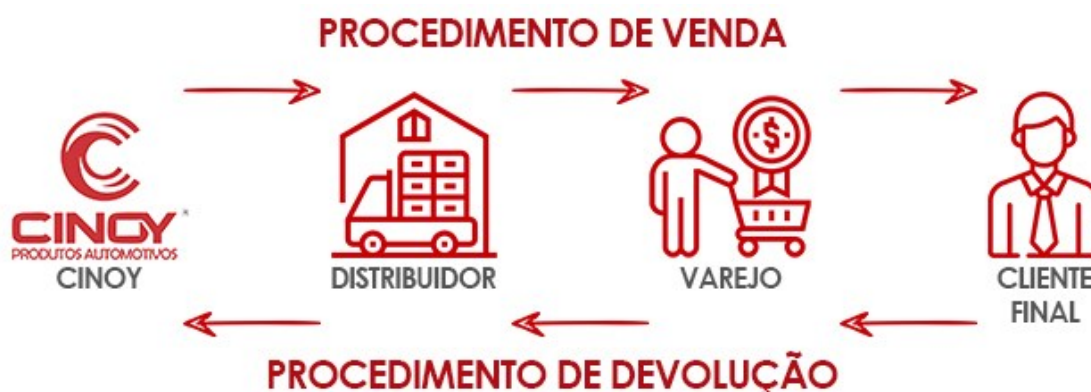 PROCEDIMENTO DE VENDA
$
CINOY
PRODUTOS AUTOMOTIVOS
CINOY
DISTRIBUIDOR
VAREJO
CLIENTE
FINAL
PROCEDIMENTO DE DEVOLUÇÃO